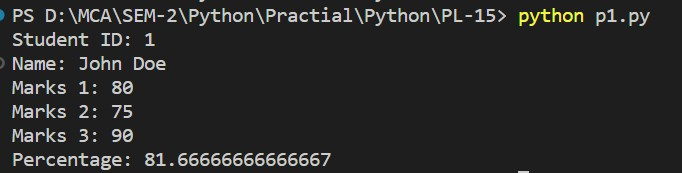 PS D:\MCA\SEM-2\Python\Practial\Python\PL-15> python p1.py
Student ID: 1
Name: John Doe
Marks 1: 80
Marks 2: 75
Marks 3: 90
Percentage: 81.66666666666667